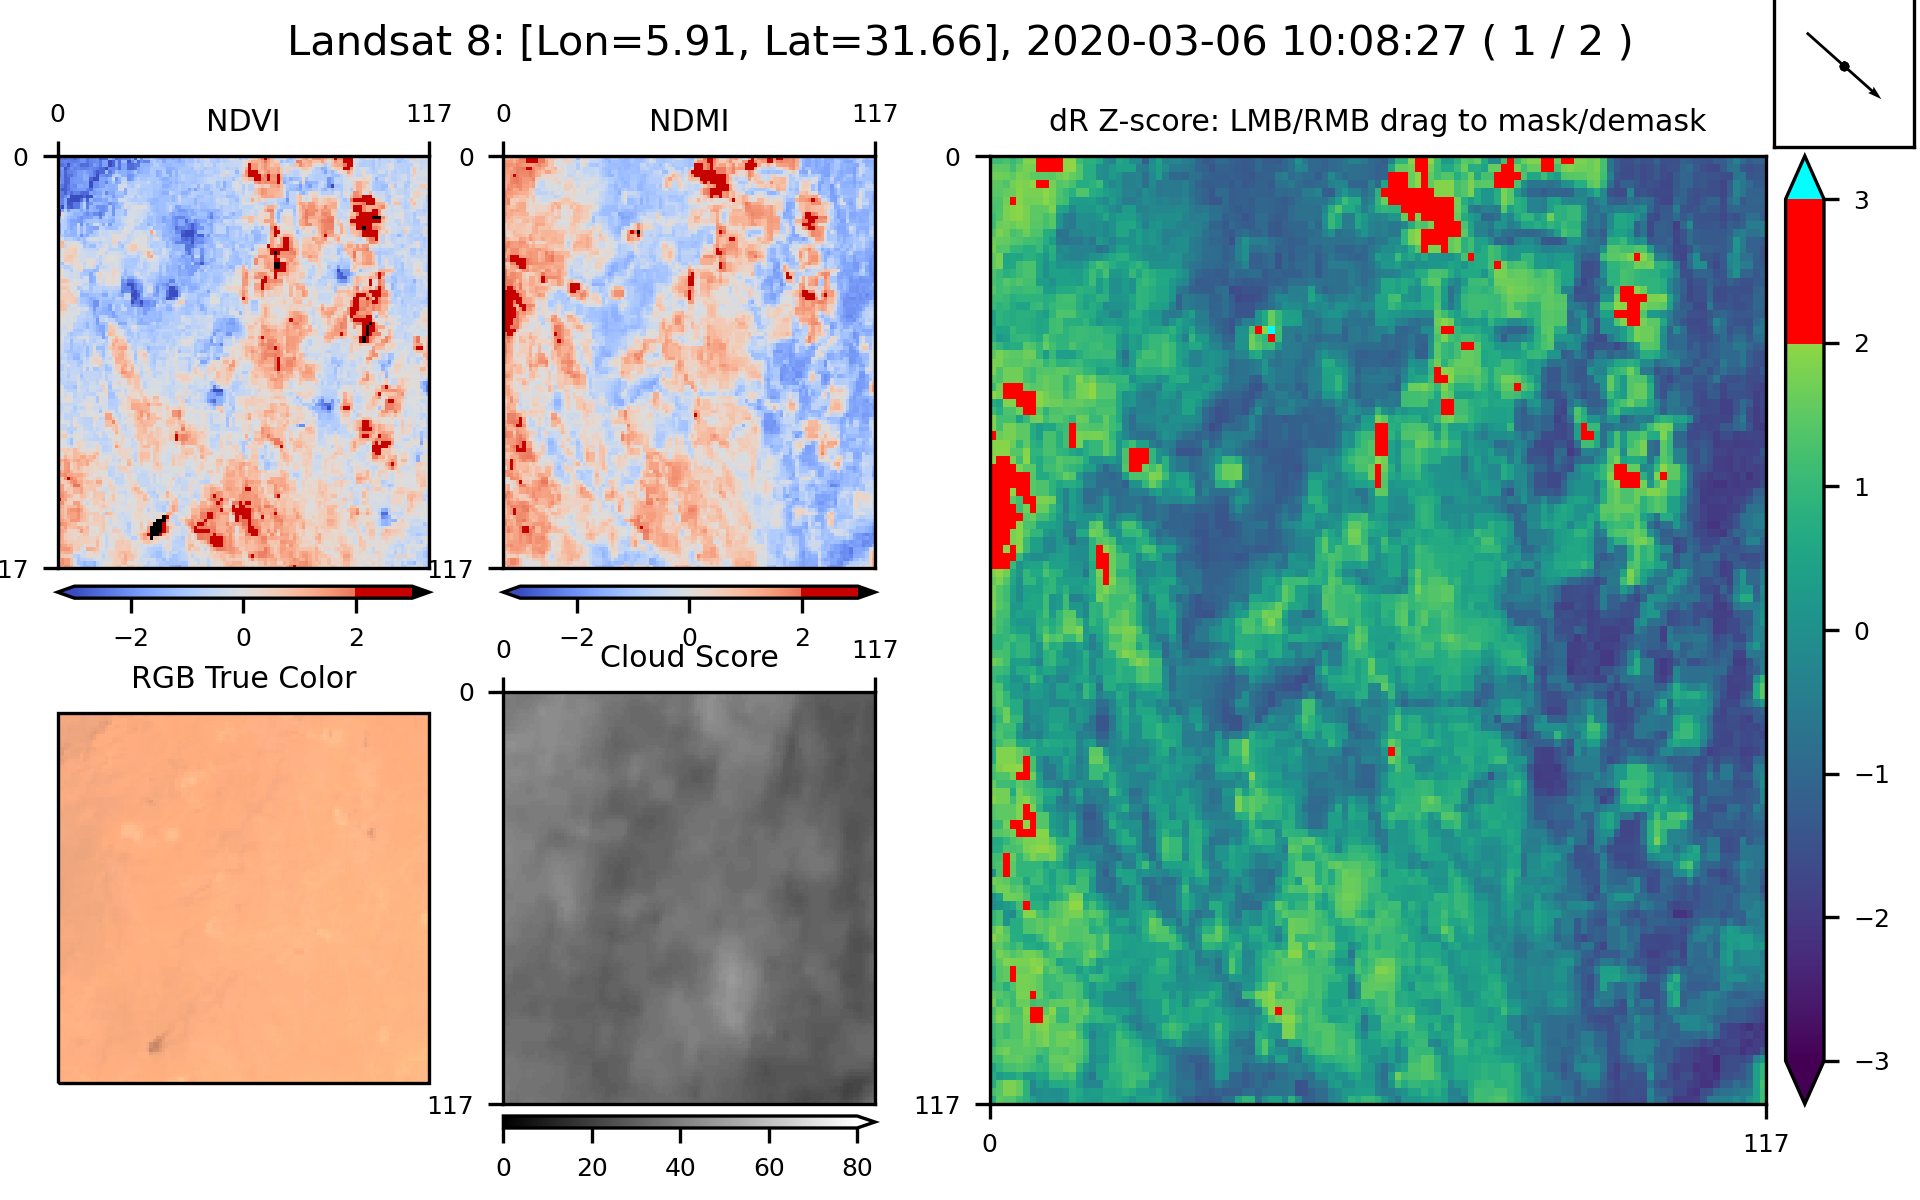 Landsat 8: [Lon=5.91, Lat=31.66], 2020-03-06 10:08:27 ( 1 / 2 )
0 NDVI 117
0
117
−2 0 2
0 NDMI 117
0
117
−2 0 2
dR Z-score: LMB/RMB drag to mask/demask
0
117
0 117
3
2
1
0
−1
−2
−3
RGB True Color
0 Cloud Score 117
0
117
0 20 40 60 80